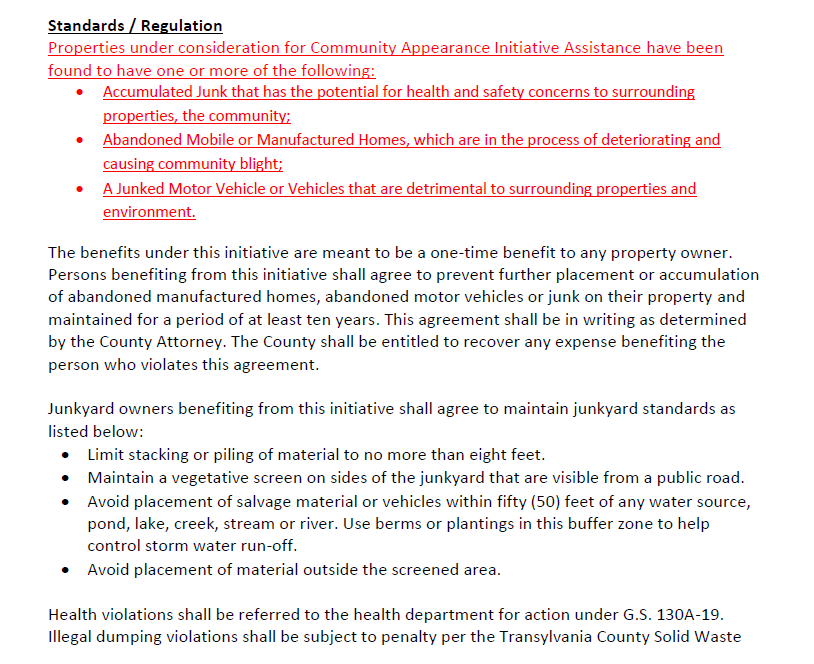 Standards / Regulation
Properties under consideration for Community Appearance Initiative Assistance have been
found to have one or more of the following:
• Accumulated Junk that has the potential for health and safety concerns to surrounding
properties, the community;
• Abandoned Mobile or Manufactured Homes, which are in the process of deteriorating and
causing community blight;
• A Junked Motor Vehicle or Vehicles that are detrimental to surrounding properties and
environment.
The benefits under this initiative are meant to be a one-time benefit to any property owner.
Persons benefiting from this initiative shall agree to prevent further placement or accumulation
of abandoned manufactured homes, abandoned motor vehicles or junk on their property and
maintained for a period of at least ten years. This agreement shall be in writing as determined
by the County Attorney. The County shall be entitled to recover any expense benefiting the
person who violates this agreement.
Junkyard owners benefiting from this initiative shall agree to maintain junkyard standards as
listed below:
• Limit stacking or piling of material to no more than eight feet.
• Maintain a vegetative screen on sides of the junkyard that are visible from a public road.
• Avoid placement of salvage material or vehicles within fifty (50) feet of any water source,
pond, lake, creek, stream or river. Use berms or plantings in this buffer zone to help
control storm water run-off.
• Avoid placement of material outside the screened area.
Health violations shall be referred to the health department for action under G.S. 130A-19.
Illegal dumping violations shall be subject to penalty per the Transylvania County Solid Waste